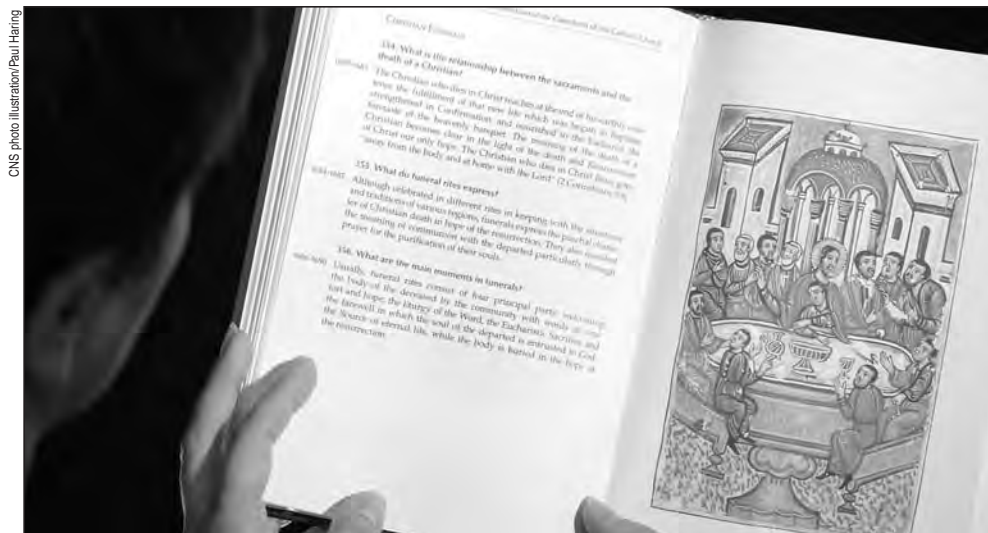 CNS photo illustration/Paul Haring
of the Catechism of the Catholic Church
CHRISTIAN FUNERALS
354. What is the relationship between the sacraments and the
death of a Christian?
The Christian who dies in Christ reaches at the end of his earthly exis-
tence the fulfillment of that new life which was begun in Baptism,
strengthened in Confirmation, and nourished in the Eucharist, the
foretaste of the heavenly banquet. The meaning of the death of a
Christian becomes clear in the light of the death and Resurrection
of Christ our only hope. The Christian who dies in Christ Jesus goes
"away from the body and at home with the Lord" (2 Corinthians 5:8).
355. What do funeral rites express?
Although celebrated in different rites in keeping with the situations
and traditions of various regions, funerals express the paschal charac-
ter of Christian death in hope of the resurrection. They also manifest
the meaning of communion with the departed particularly through
prayer for the purification of their souls.
356. What are the main moments in funerals?
Usually, funeral rites consist of four principal parts: welcoming
the body of the deceased by the community with words of com-
fort and hope, the liturgy of the Word, the Eucharistic Sacrifice, and
the farewell in which the soul of the departed is entrusted to God
the Source of eternal life, while the body is buried in the hope of
the resurrection.